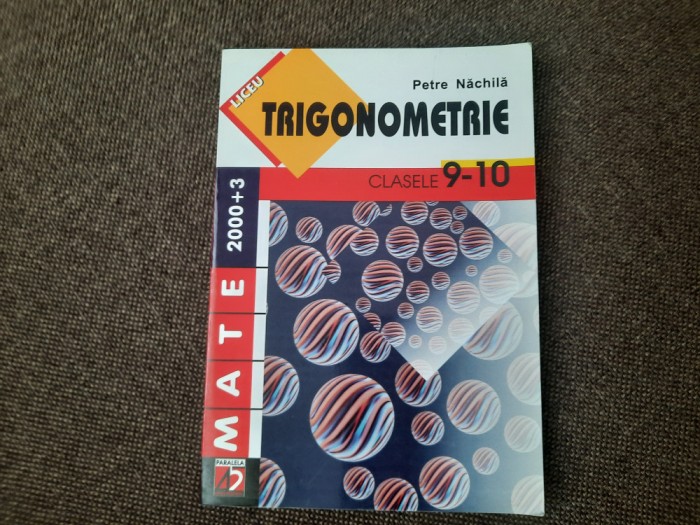 LICEU
Petre Năchilă
TRIGONOMETRIE
CLASELE 9-10
MATE 2000+3
PARALELA
45